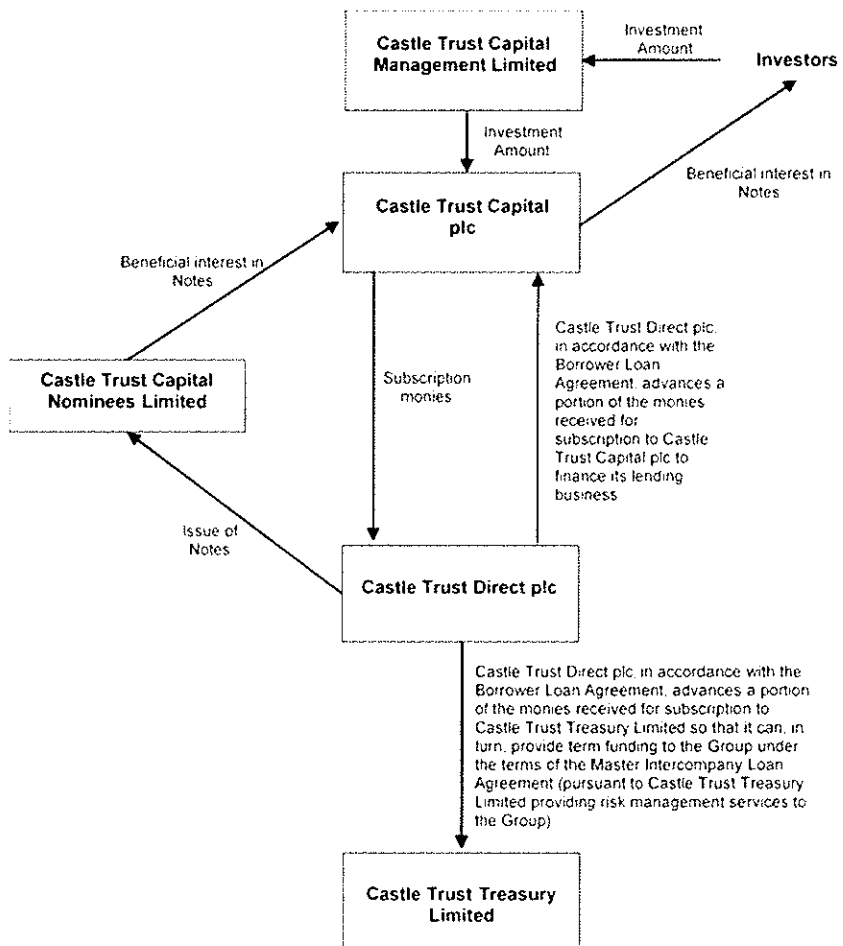 Castle Trust Capital
Management Limited
Investment
Amount
Investors
Investment
Amount
Beneficial interest in
Notes
Castle Trust Capital
plc
Beneficial interest in
Notes
Castle Trust Capital
Nominees Limited
Subscription
monies
Castle Trust Direct plc,
in accordance with the
Borrower Loan
Agreement, advances a
portion of the monies
received for
subscription to Castle
Trust Capital plc to
finance its lending
business
Issue of
Notes
Castle Trust Direct plc
Castle Trust Direct plc, in accordance with the
Borrower Loan Agreement, advances a portion
of the monies received for subscription to
Castle Trust Treasury Limited so that it can, in
turn, provide term funding to the Group under
the terms of the Master Intercompany Loan
Agreement (pursuant to Castle Trust Treasury
Limited providing risk management services to
the Group)
Castle Trust Treasury
Limited